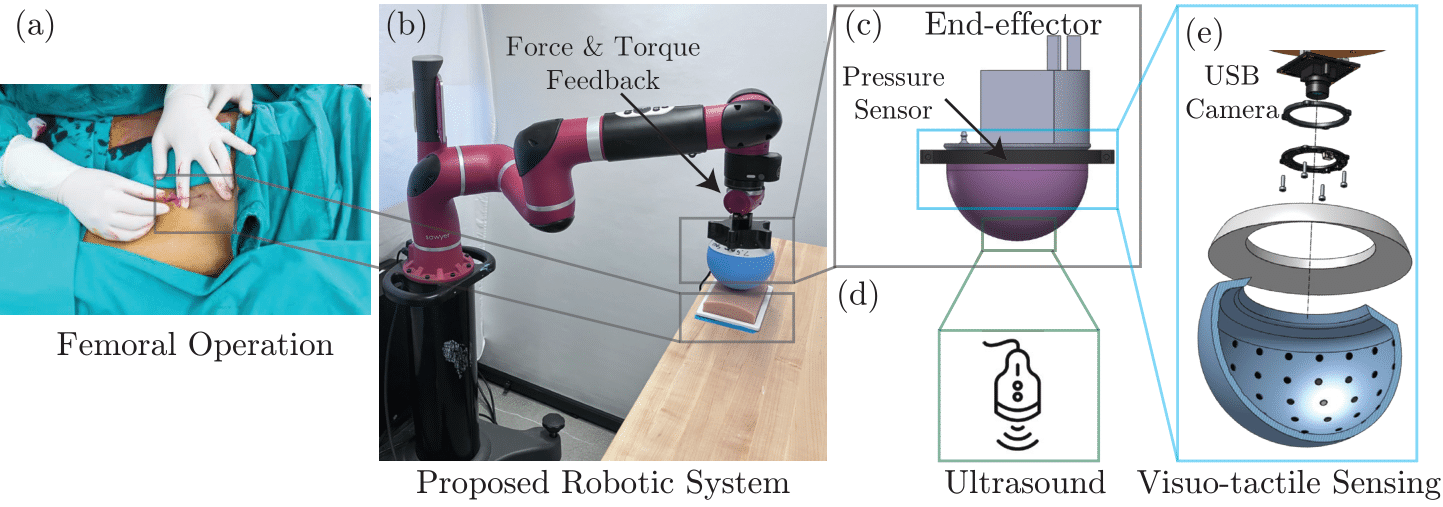 (a)
Femoral Operation
(b)
Force & Torque
Feedback
sawyer
Proposed Robotic System
(c)
End-effector
Pressure
Sensor
(d)
Ultrasound
(e)
USB
Camera
Visuo-tactile Sensing